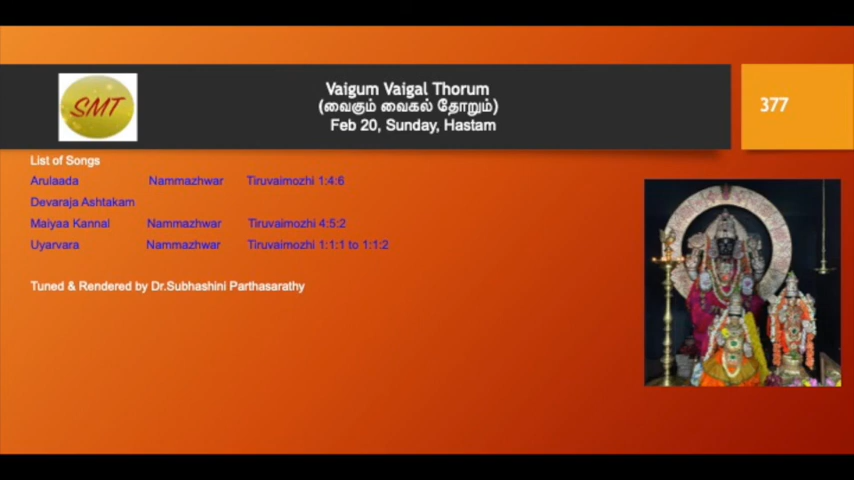 SMT
Vaigum Vaigal Thorum
(வைகும் வைகல் தோறும்)
Feb 20, Sunday, Hastam
377
List of Songs
Arulaada Nammazhwar Tiruvaimozhi 1:4:6
Devaraja Ashtakam
Maiyaa Kannal Nammazhwar Tiruvaimozhi 4:5:2
Uyarvara Nammazhwar Tiruvaimozhi 1:1:1 to 1:1:2
Tuned & Rendered by Dr.Subhashini Parthasarathy